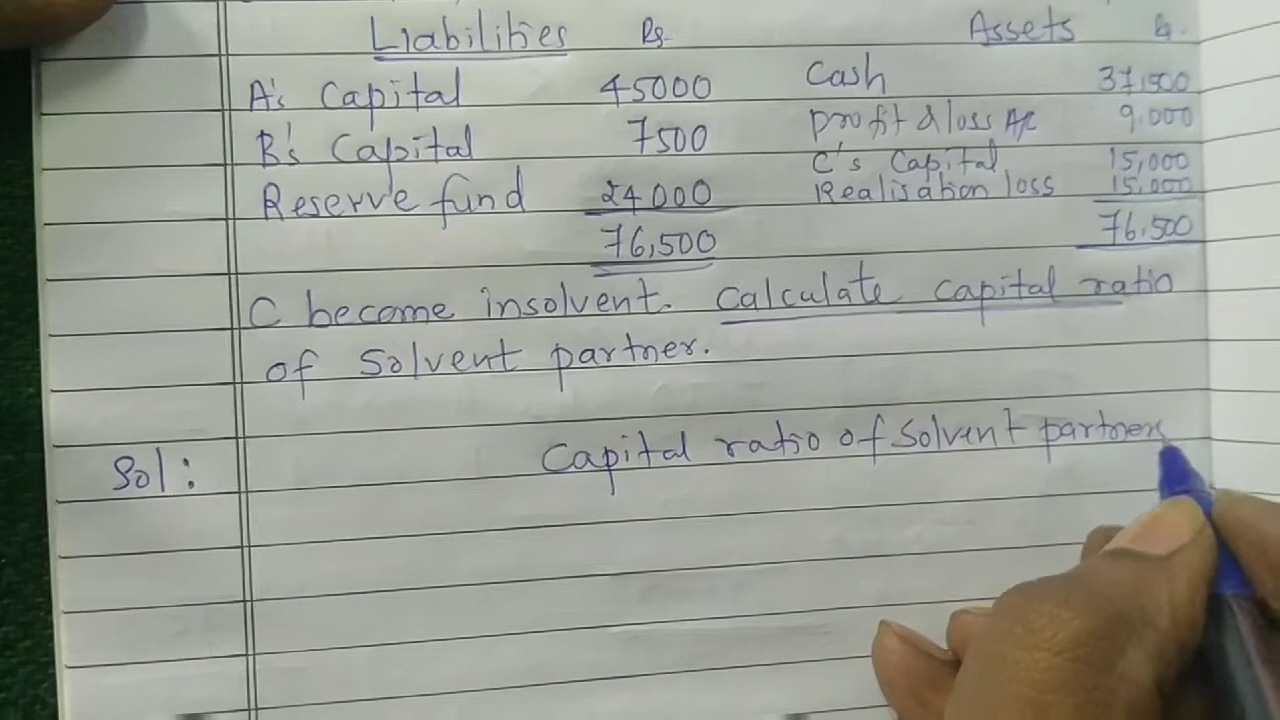 Liabilities Rs. Assets Rs.
A's Capital 45000 Cash 37,500
B's Capital 7500 Profit & loss A/c 9,000
C's Capital 15,000
Reserve fund 24000 Realisation loss 15,000
76,500 76,500
C become insolvent. Calculate capital ratio
of solvent partner.
Sol: Capital ratio of Solvent partners